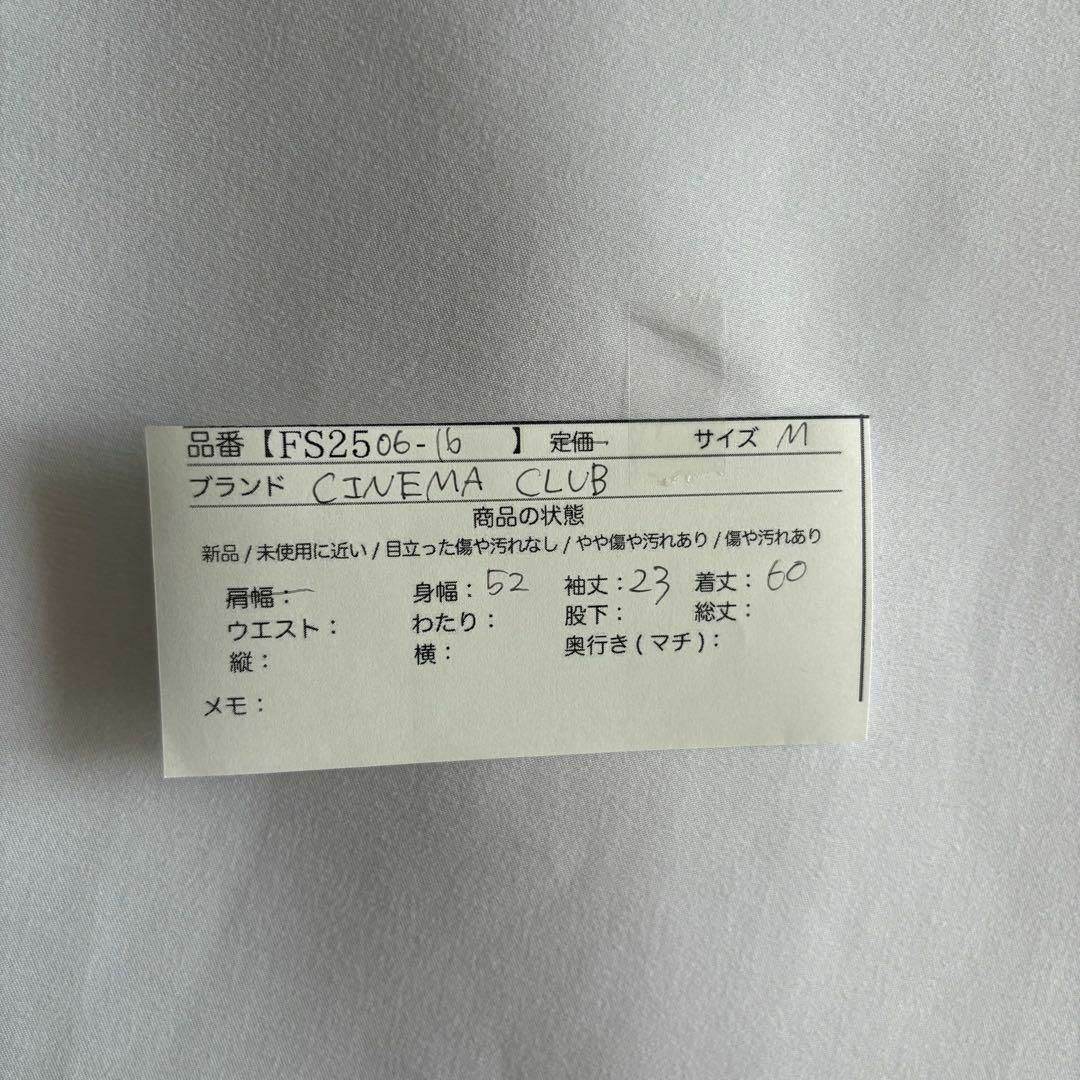 品番【FS2506-16 】 定価 サイズ M
ブランド CINEMA CLUB
商品の状態
新品 / 未使用に近い / 目立った傷や汚れなし / やや傷や汚れあり / 傷や汚れあり
肩幅： 身幅：52 袖丈：23 着丈：60
ウエスト： わたり： 股下： 総丈：
縦： 横： 奥行き ( マチ )：
メモ：